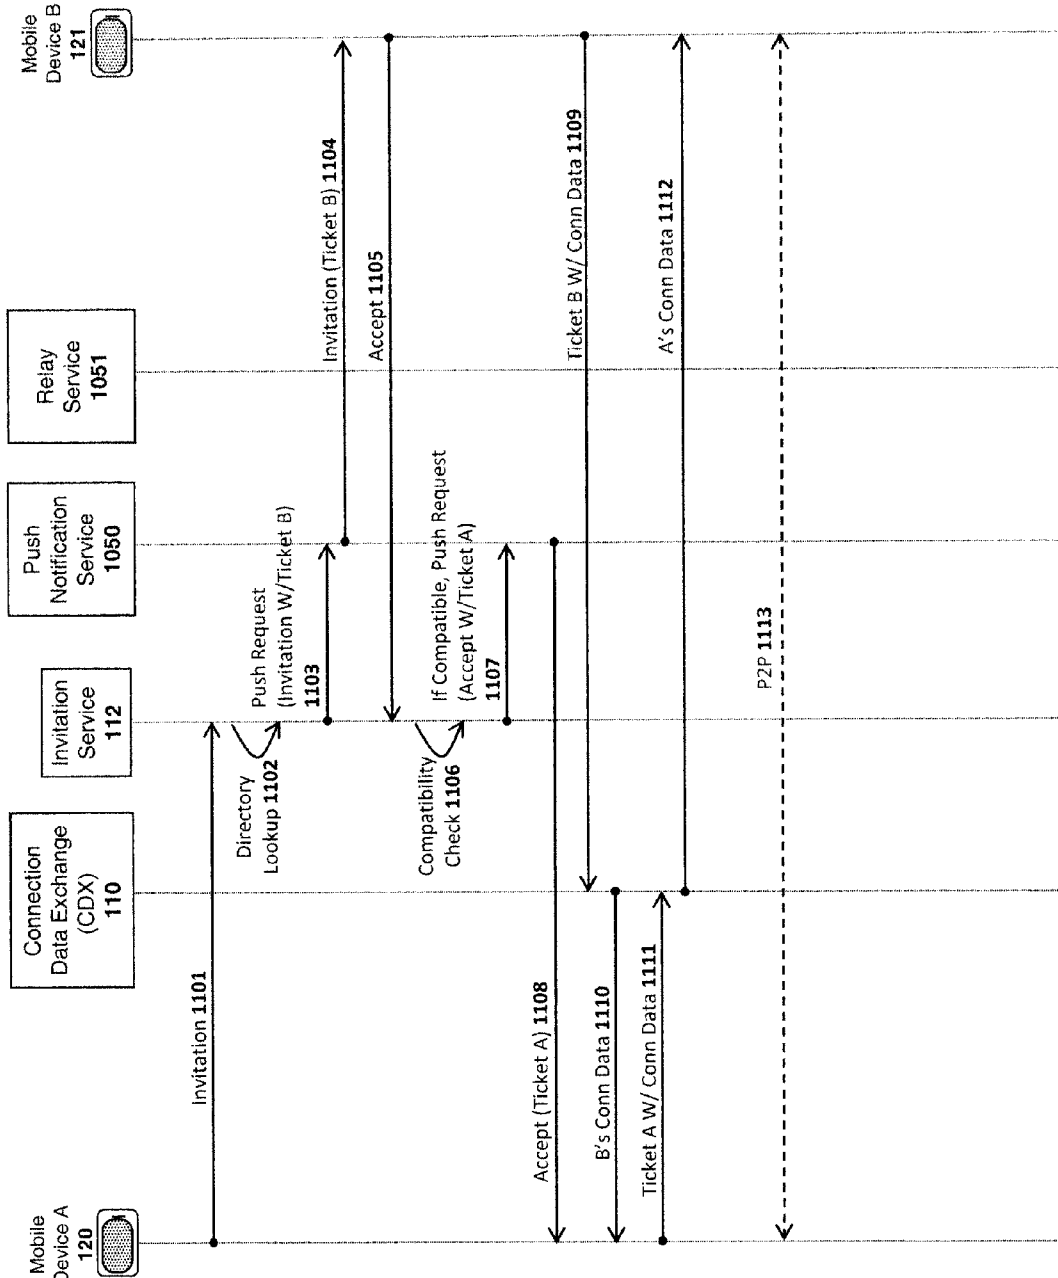 Mobile
Device A
120
Connection
Data Exchange
(CDX)
110
Invitation
Service
112
Push
Notification
Service
1050
Relay
Service
1051
Mobile
Device B
121
Invitation 1101
Directory
Lookup 1102
Push Request
(Invitation W/Ticket B)
1103
Invitation (Ticket B) 1104
Accept 1105
Compatibility
Check 1106
If Compatible, Push Request
(Accept W/Ticket A)
1107
Accept (Ticket A) 1108
Ticket B W/ Conn Data 1109
B's Conn Data 1110
Ticket A W/ Conn Data 1111
A's Conn Data 1112
P2P 1113